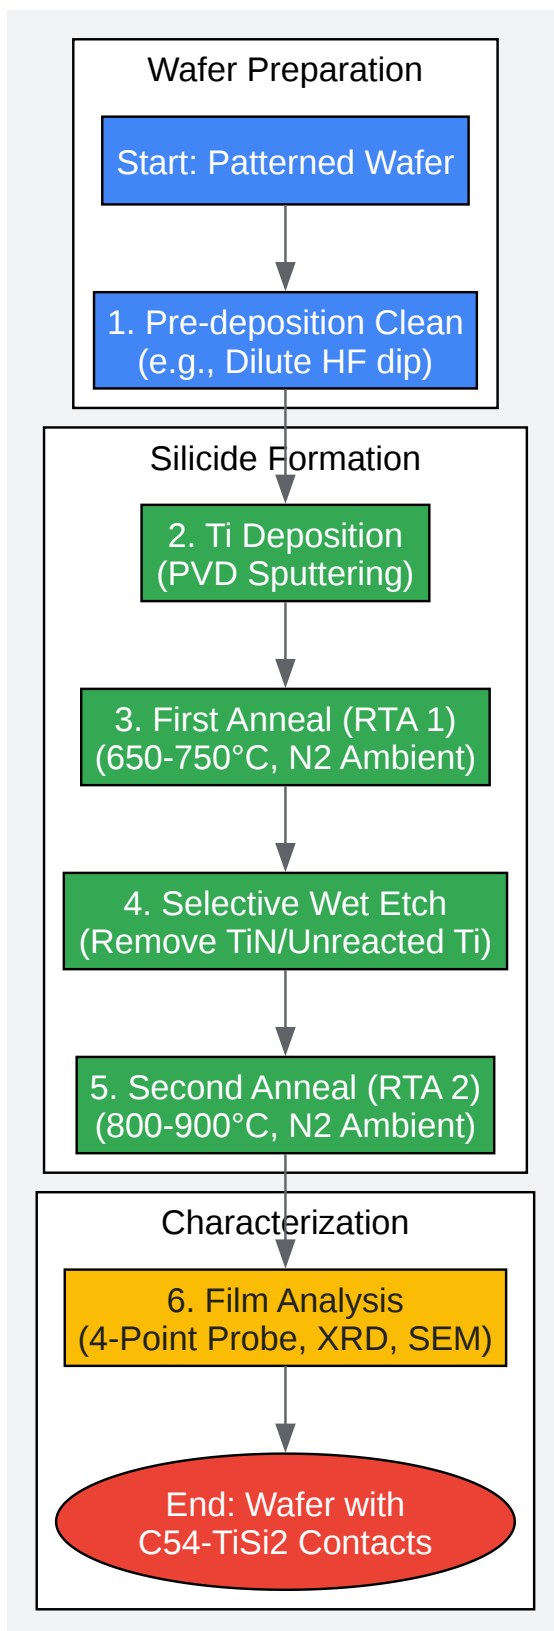 Wafer Preparation
Start: Patterned Wafer
1. Pre-deposition Clean
(e.g., Dilute HF dip)
Silicide Formation
2. Ti Deposition
(PVD Sputtering)
3. First Anneal (RTA 1)
(650-750°C, N2 Ambient)
4. Selective Wet Etch
(Remove TiN/Unreacted Ti)
5. Second Anneal (RTA 2)
(800-900°C, N2 Ambient)
Characterization
6. Film Analysis
(4-Point Probe, XRD, SEM)
End: Wafer with
C54-TiSi2 Contacts